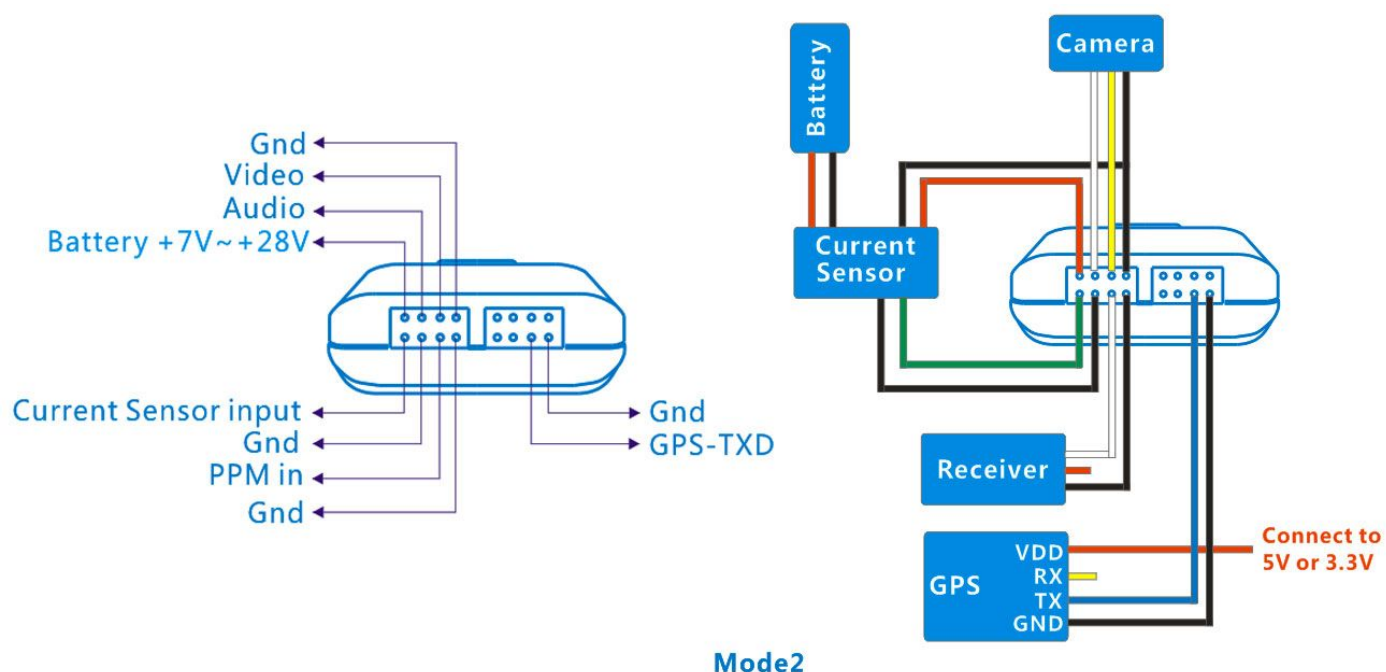 Gnd
Video
Audio
Battery +7V~+28V
Current Sensor input
Gnd
PPM in
Gnd
Gnd
GPS-TXD
Battery
Camera
Current
Sensor
Receiver
GPS
VDD
RX
TX
GND
Connect to
5V or 3.3V
Mode2